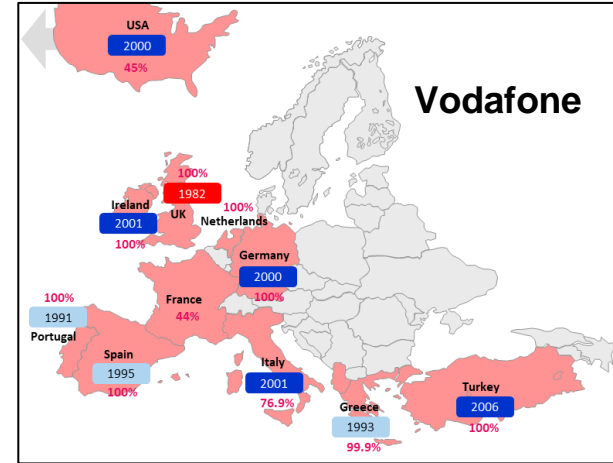 USA
2000
45%
Vodafone
100%
1982
UK
Ireland
2001
100%
100%
Netherlands
Germany
2000
100%
France
44%
100%
1991
Portugal
Spain
1995
100%
Italy
2001
76.9%
Greece
1993
99.9%
Turkey
2006
100%